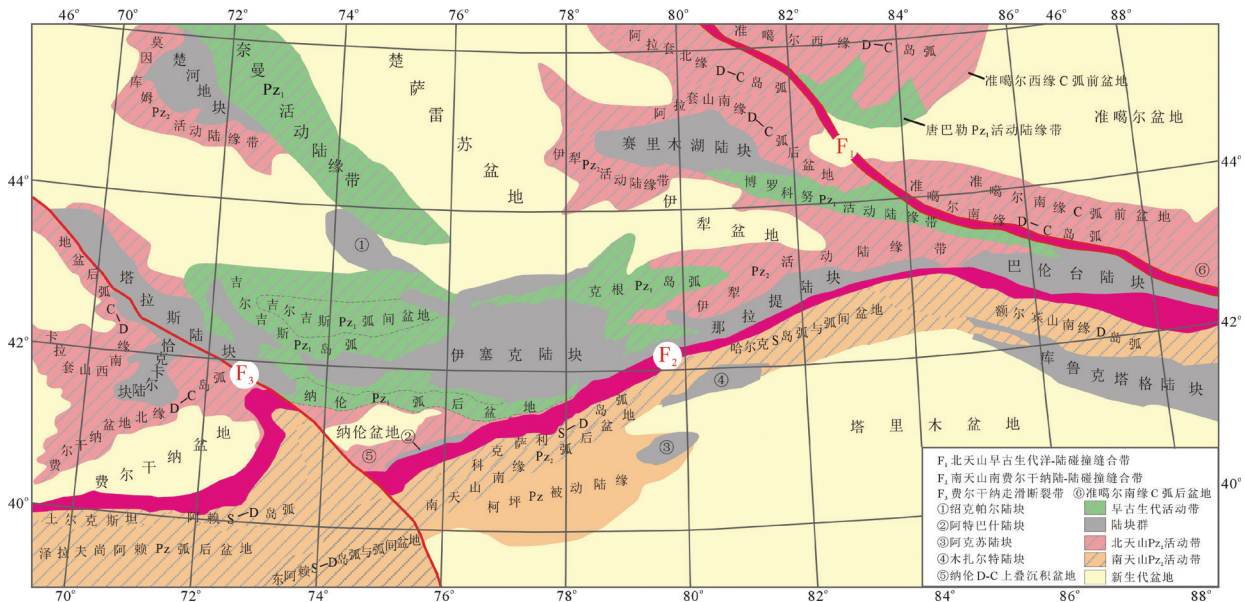 46° 70° 72° 74° 76° 78° 80° 82° 84° 86° 46° 88°
莫因库姆Pz₂活动陆缘带
楚河地块
奈曼Pz₁活动陆缘带
楚萨雷苏盆地
阿拉套北缘D-C岛弧
准噶尔西缘D-C岛弧
准噶尔西缘C弧前盆地
唐巴勒Pz₁活动陆缘带
准噶尔盆地
阿拉套山南缘D-C弧后盆地
赛里木湖陆块
F₁
伊犁Pz₂活动陆缘带
44°
44°
博罗科努Pz₁活动陆缘带
准噶尔南缘C弧前盆地
准噶尔南缘D-C岛弧
①
伊犁盆地
伊犁Pz₂活动陆缘带
⑥
巴伦台陆块
塔拉斯陆块
地盆后弧C-D缘南西山套拉卡
吉尔吉斯Pz₁弧间盆地
吉尔吉斯Pz₁岛弧
克根Pz₁岛弧
那拉提陆块
额尔宾山南缘D岛弧
42°
42°
伊塞克陆块
哈尔克S岛弧与弧间盆地
F₂
F₃
恰克卡尔陆块
④
库鲁克塔格陆块
费尔干纳盆地北缘D-C岛弧
纳伦Pz₁弧后盆地
纳伦盆地
②
⑤
③
塔里木盆地
费尔干纳盆地
科克萨彻S-D岛弧
南天山南缘Pz₂弧后盆地
柯坪Pz被动陆缘
40°
40°
土尔克斯坦 阿赖S-D岛弧
泽拉夫尚阿赖Pz弧后盆地
东阿赖S-D岛弧与弧间盆地
F₁北天山早古生代洋-陆碰撞缝合带
F₂南天山南费尔干纳陆-陆碰撞缝合带
F₃费尔干纳走滑断裂带 ⑥准噶尔南缘C弧后盆地
①绍克帕尔陆块 早古生代活动带
②阿特巴什陆块 陆块群
③阿克苏陆块 北天山Pz₂活动带
④木扎尔特陆块 南天山Pz₂活动带
⑤纳伦D-C上叠沉积盆地 新生代盆地
70° 72° 74° 76° 78° 80° 82° 84° 86° 88°